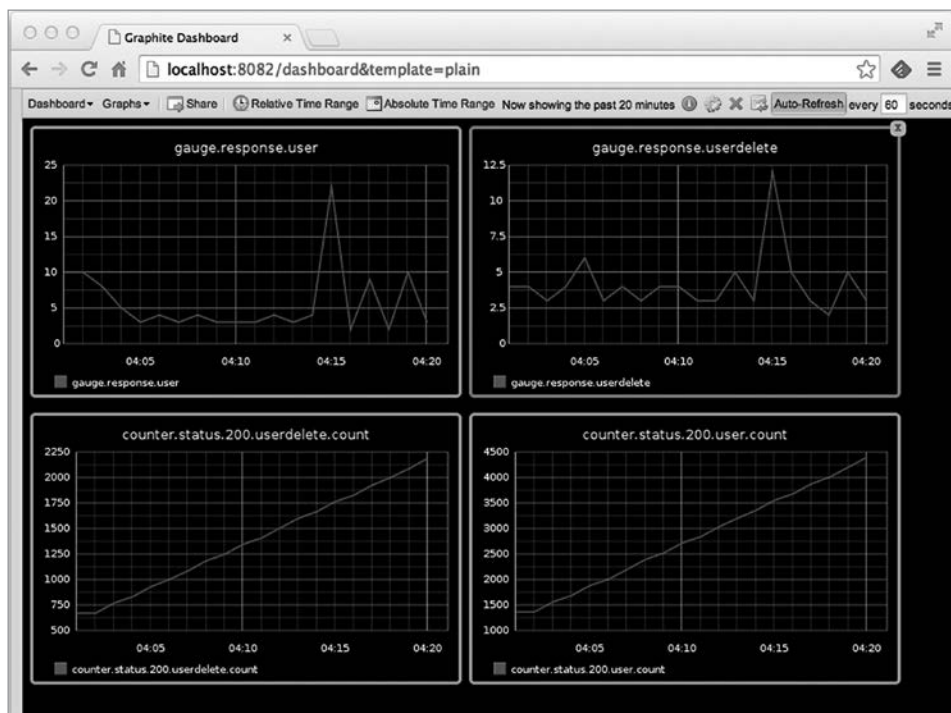 Graphite Dashboard
localhost:8082/dashboard&template=plain
Dashboard Graphs Share Relative Time Range Absolute Time Range Now showing the past 20 minutes Auto-Refresh every 60 seconds
gauge.response.user
25
20
15
10
5
0
04:05 04:10 04:15 04:20
gauge.response.user
gauge.response.userdelete
12.5
10
7.5
5
2.5
0
04:05 04:10 04:15 04:20
gauge.response.userdelete
counter.status.200.userdelete.count
2250
2000
1750
1500
1250
1000
750
500
04:05 04:10 04:15 04:20
counter.status.200.userdelete.count
counter.status.200.user.count
4500
4000
3500
3000
2500
2000
1500
1000
04:05 04:10 04:15 04:20
counter.status.200.user.count